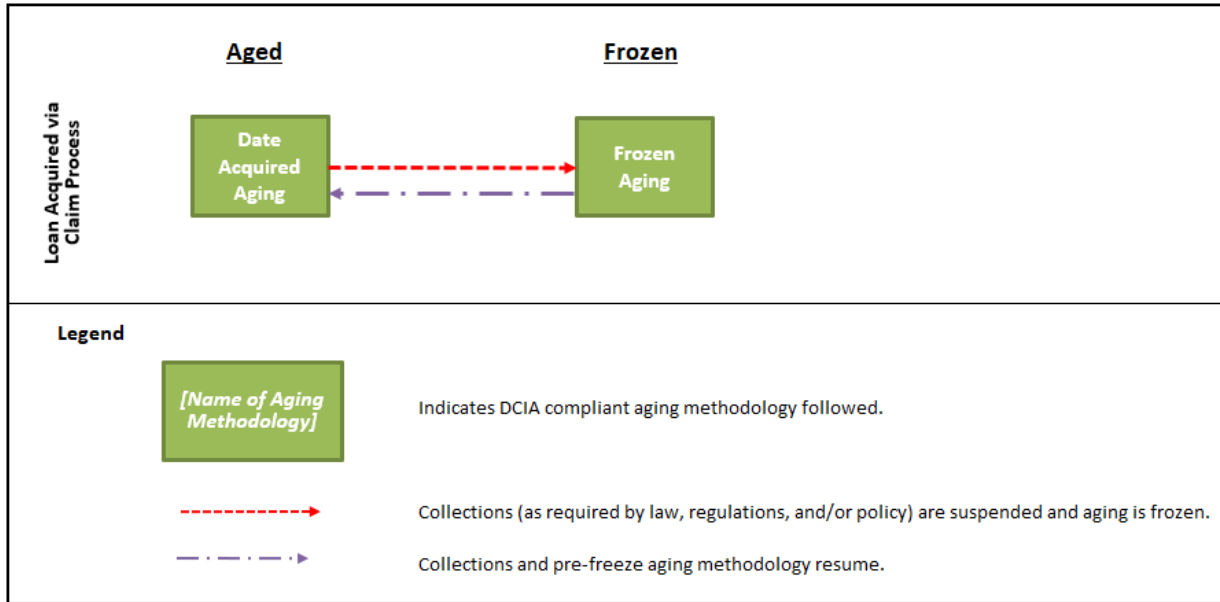 Aged
Frozen
Loan Acquired via
Claim Process
Date
Acquired
Aging
Frozen
Aging
Legend
[Name of Aging
Methodology]
Indicates DCIA compliant aging methodology followed.
Collections (as required by law, regulations, and/or policy) are suspended and aging is frozen.
Collections and pre-freeze aging methodology resume.